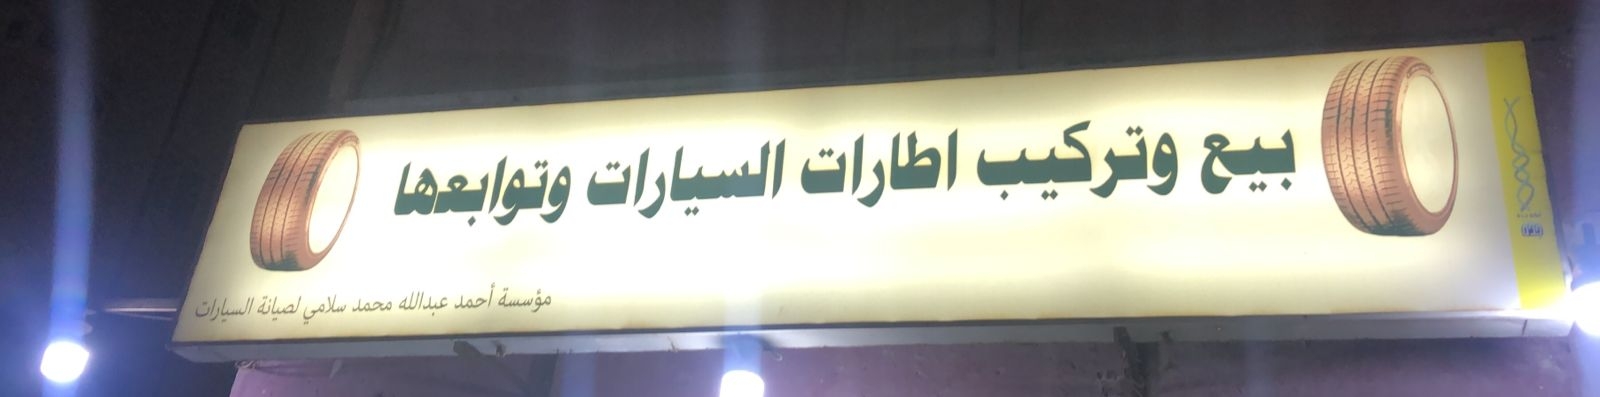 بيع وتركيب اطارات السيارات وتوابعها
مؤسسة أحمد عبدالله محمد سلامي لصيانة السيارات